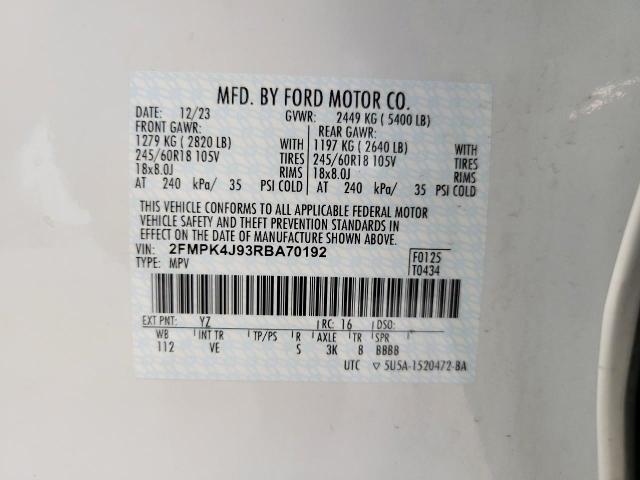 MFD. BY FORD MOTOR CO.
DATE: 12/23 GVWR: 2449 KG ( 5400 LB)
FRONT GAWR: REAR GAWR:
1279 KG ( 2820 LB) WITH 1197 KG ( 2640 LB) WITH
245/60R18 105V TIRES 245/60R18 105V TIRES
18x8.0J RIMS 18x8.0J RIMS
AT 240 kPa/ 35 PSI COLD AT 240 kPa/ 35 PSI COLD
THIS VEHICLE CONFORMS TO ALL APPLICABLE FEDERAL MOTOR
VEHICLE SAFETY AND THEFT PREVENTION STANDARDS IN
EFFECT ON THE DATE OF MANUFACTURE SHOWN ABOVE.
VIN: 2FMPK4J93RBA70192 F0125
TYPE: MPV T0434
EXT PNT: YZ RC: 16 DSO:
WB INT TR TP/PS R AXLE TR SPR
112 VE S 3K 8 BBBB
UTC ▽ 5U5A-1520472-BA